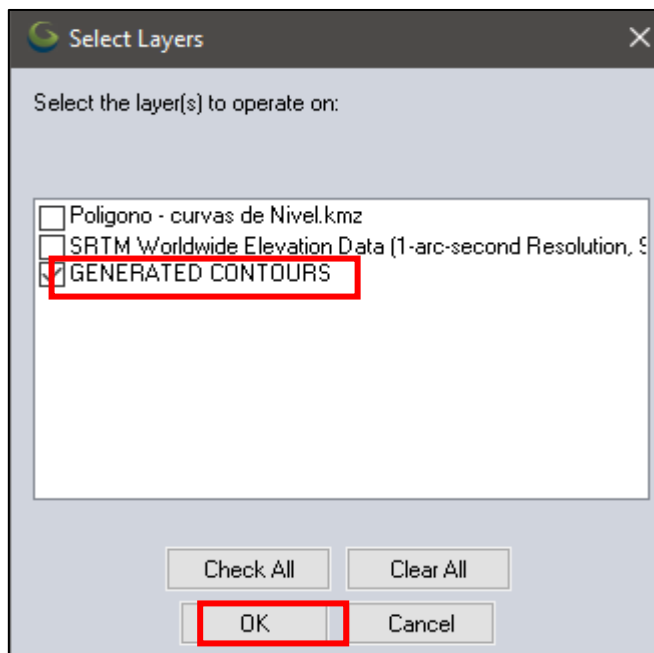 Select Layers
Select the layer(s) to operate on:
Poligono - curvas de Nivel.kmz
SRTM Worldwide Elevation Data (1-arc-second Resolution, S
GENERATED CONTOURS
Check All
Clear All
OK
Cancel